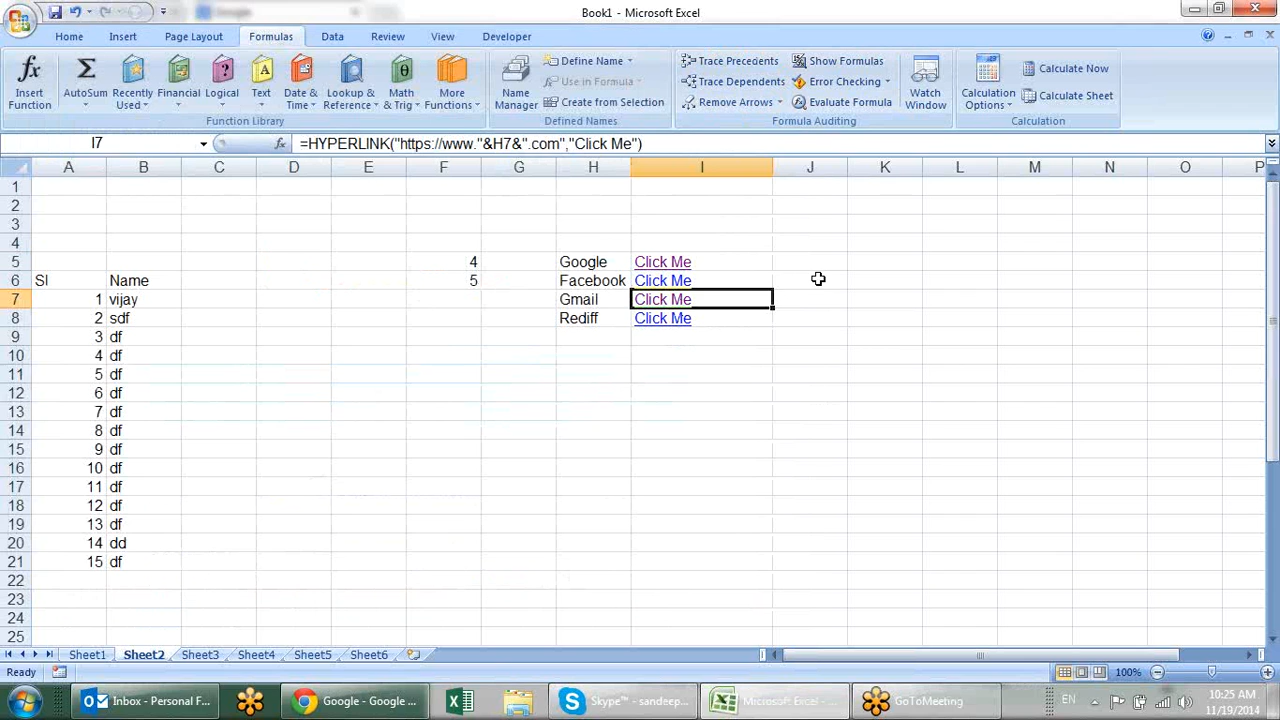 Google
Book1 - Microsoft Excel
Home Insert Page Layout Formulas Data Review View Developer
Insert Function
AutoSum
Recently Used
Financial
Logical
Text
Date & Time
Lookup & Reference
Math & Trig
More Functions
Function Library
Name Manager
Define Name
Use in Formula
Create from Selection
Defined Names
Trace Precedents
Trace Dependents
Remove Arrows
Show Formulas
Error Checking
Evaluate Formula
Formula Auditing
Watch Window
Calculation Options
Calculate Now
Calculate Sheet
Calculation
I7 fx =HYPERLINK("https://www."&H7&".com","Click Me")
A B C D E F G H I J K L M N O P
1
2
3
4
5 4 Google Click Me
6 Sl Name 5 Facebook Click Me
7 1 vijay Gmail Click Me
8 2 sdf Rediff Click Me
9 3 df
10 4 df
11 5 df
12 6 df
13 7 df
14 8 df
15 9 df
16 10 df
17 11 df
18 12 df
19 13 df
20 14 dd
21 15 df
22
23
24
25
Sheet1 Sheet2 Sheet3 Sheet4 Sheet5 Sheet6
Ready 100%
Inbox - Personal F... Google - Google ... Skype™ - sandeep... Microsoft Excel - ... GoToMeeting EN 10:25 AM
11/19/2014